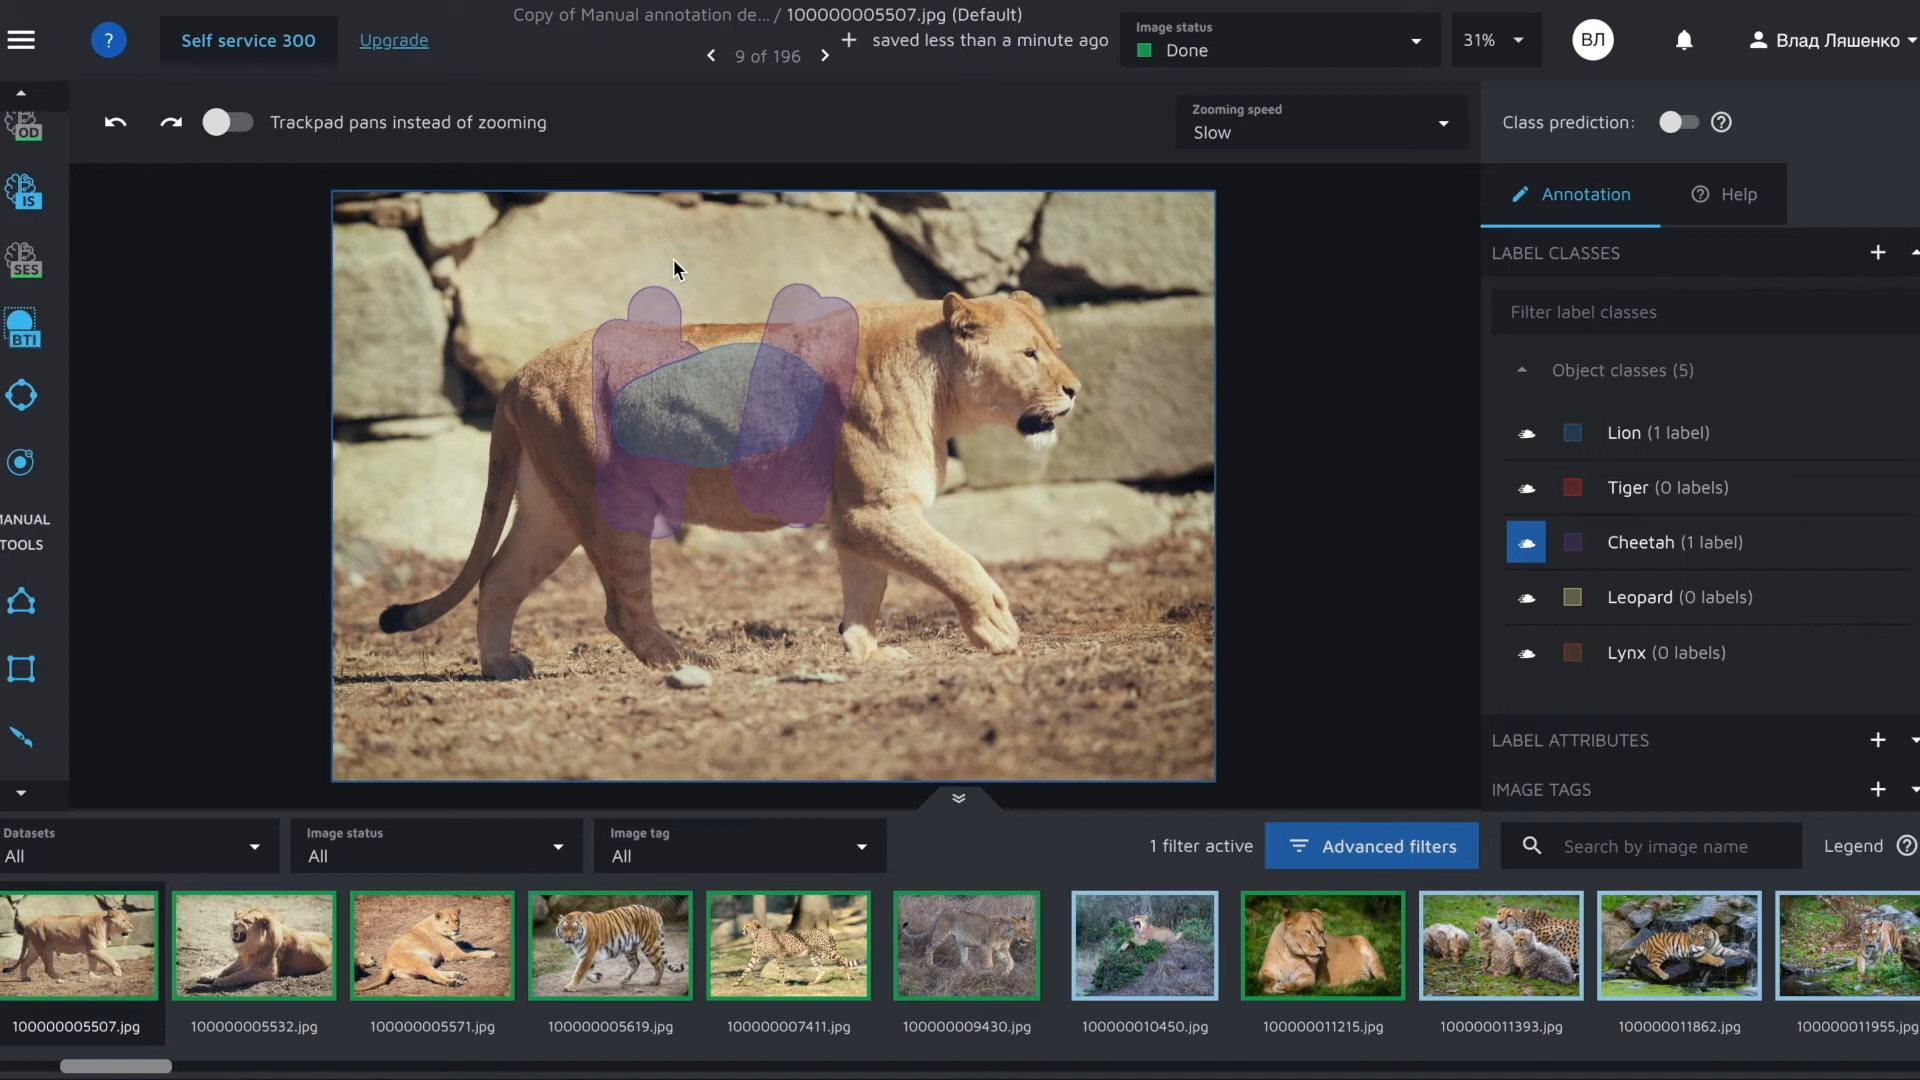 ?
Self service 300
Upgrade
Copy of Manual annotation de... / 100000005507.jpg (Default)
9 of 196
saved less than a minute ago
Image status
Done
31%
ВЛ
Влад Ляшенко
OD
IS
SES
BTI
MANUAL
TOOLS
Trackpad pans instead of zooming
Zooming speed
Slow
Class prediction:
Annotation
Help
LABEL CLASSES
Filter label classes
Object classes (5)
Lion (1 label)
Tiger (0 labels)
Cheetah (1 label)
Leopard (0 labels)
Lynx (0 labels)
LABEL ATTRIBUTES
IMAGE TAGS
Datasets
All
Image status
All
Image tag
All
1 filter active
Advanced filters
Search by image name
Legend
100000005507.jpg
100000005532.jpg
100000005571.jpg
100000005619.jpg
100000007411.jpg
100000009430.jpg
100000010450.jpg
100000011215.jpg
100000011393.jpg
100000011862.jpg
100000011955.jpg